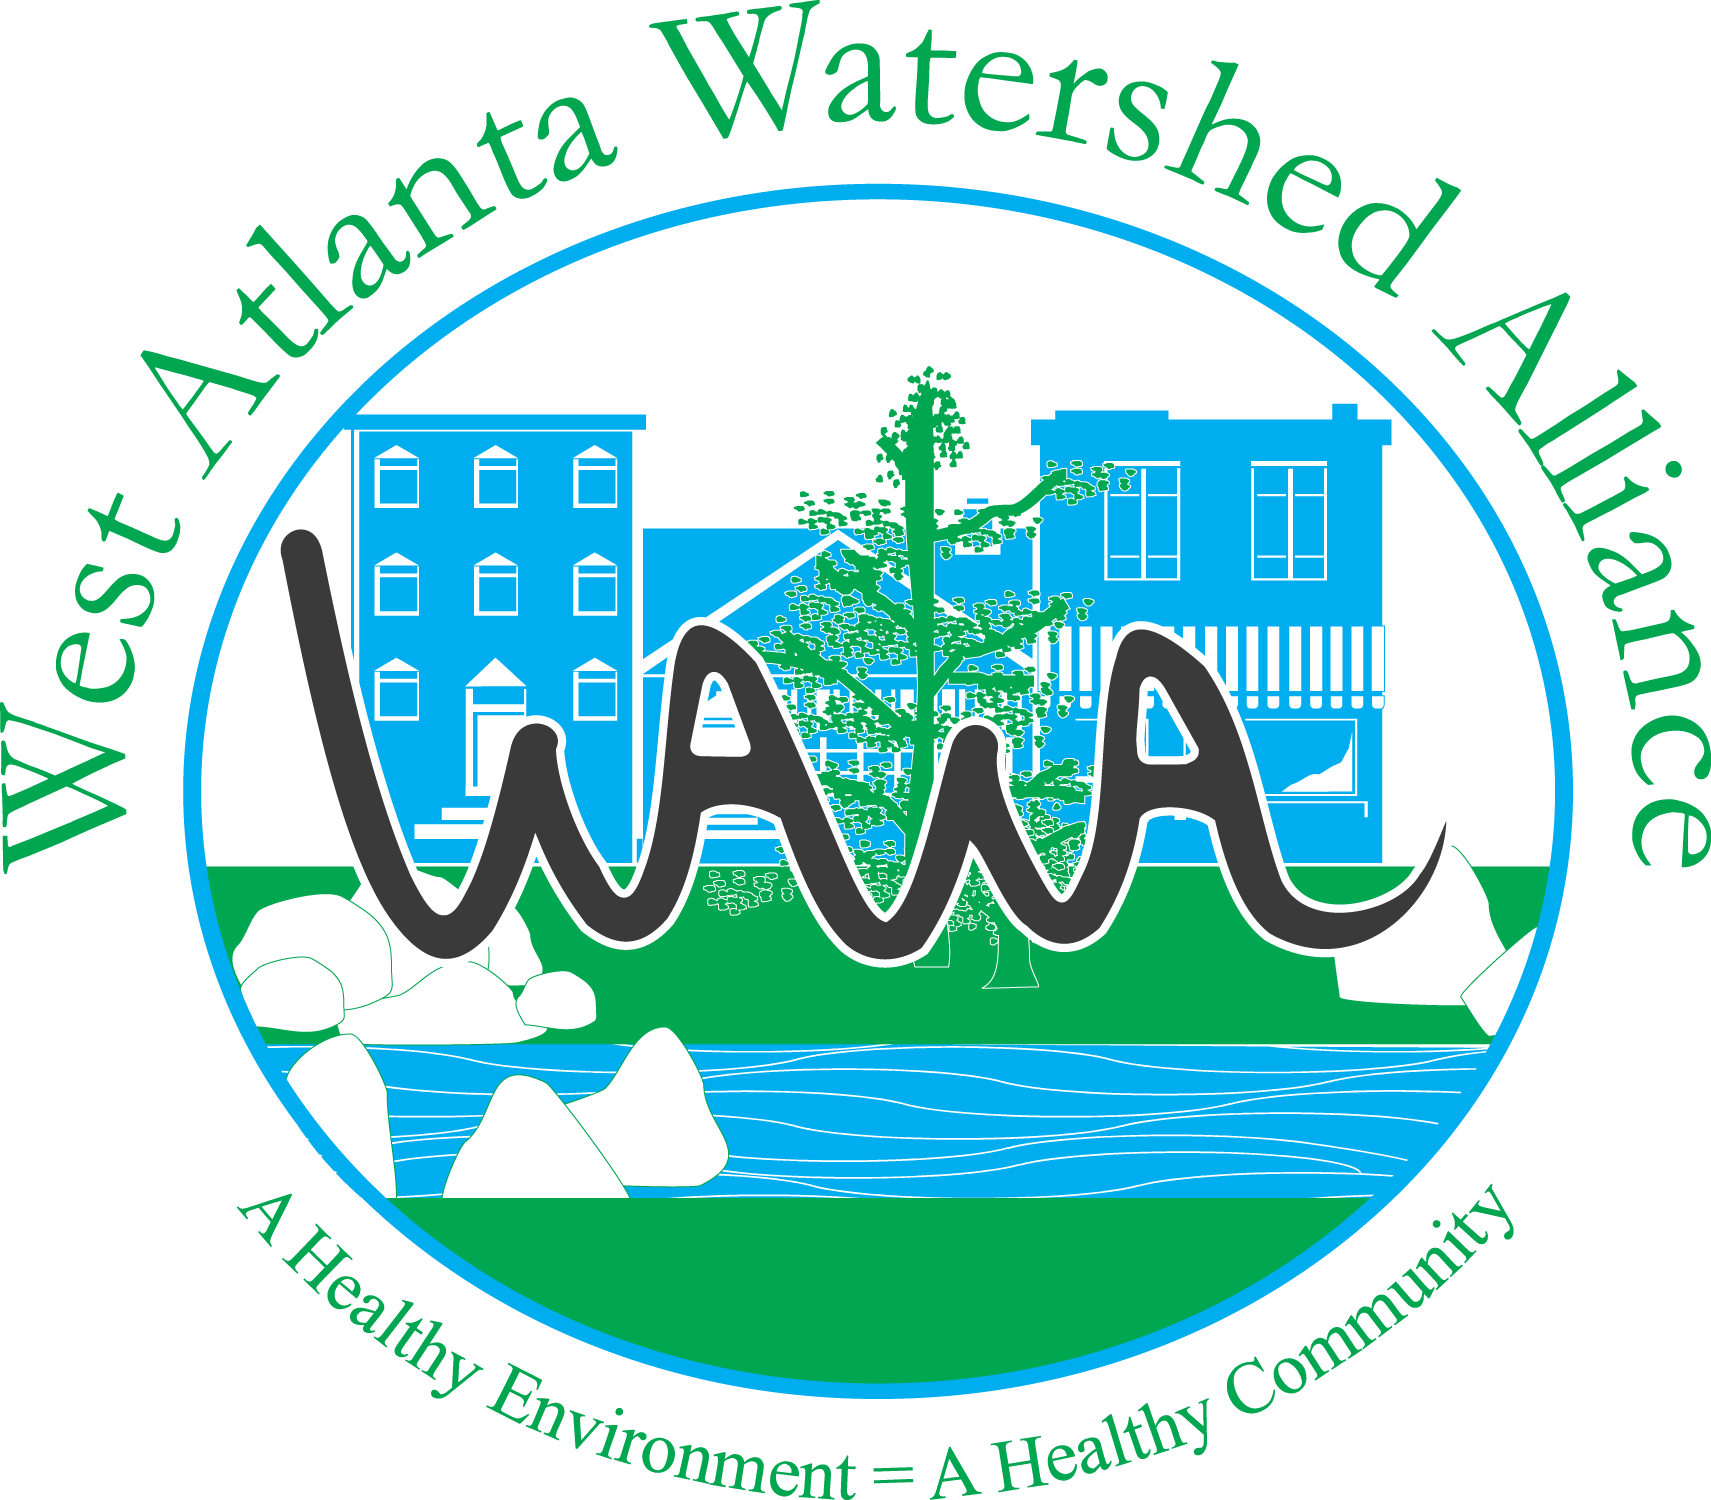 West Atlanta Watershed Alliance
WAWA
A Healthy Environment = A Healthy Community